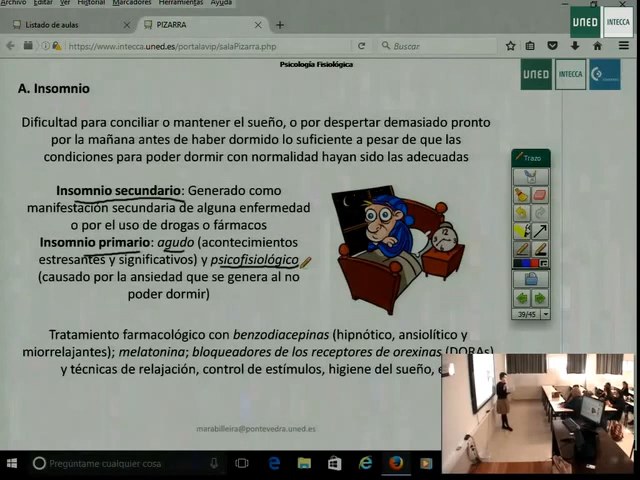 Archivo Editar Ver Historial Marcadores Herramientas Ayuda
Listado de aulas
PIZARRA
https://www.intecca.uned.es/portalavip/salaPizarra.php
Buscar
UNED
INTECCA
Psicología Fisiológica
UNED
INTECCA
A. Insomnio
Dificultad para conciliar o mantener el sueño, o por despertar demasiado pronto
por la mañana antes de haber dormido lo suficiente a pesar de que las
condiciones para poder dormir con normalidad hayan sido las adecuadas
Insomnio secundario: Generado como
manifestación secundaria de alguna enfermedad
o por el uso de drogas o fármacos
Insomnio primario: agudo (acontecimientos
estresantes y significativos) y psicofisiológico
(causado por la ansiedad que se genera al no
poder dormir)
Trazo
39/45
Tratamiento farmacológico con benzodiacepinas (hipnótico, ansiolítico y
miorrelajantes); melatonina; bloqueadores de los receptores de orexinas (DORAs)
y técnicas de relajación, control de estímulos, higiene del sueño,
marabilleira@pontevedra.uned.es
Pregúntame cualquier cosa